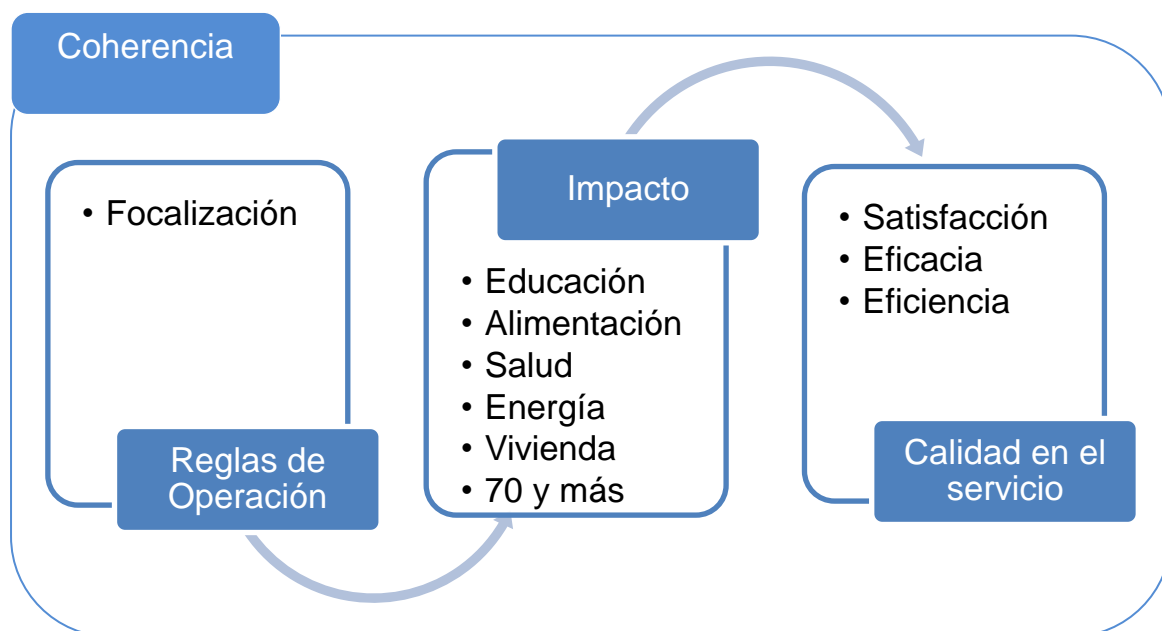 Coherencia
• Focalización
Reglas de
Operación
Impacto
• Educación
• Alimentación
• Salud
• Energía
• Vivienda
• 70 y más
• Satisfacción
• Eficacia
• Eficiencia
Calidad en el
servicio